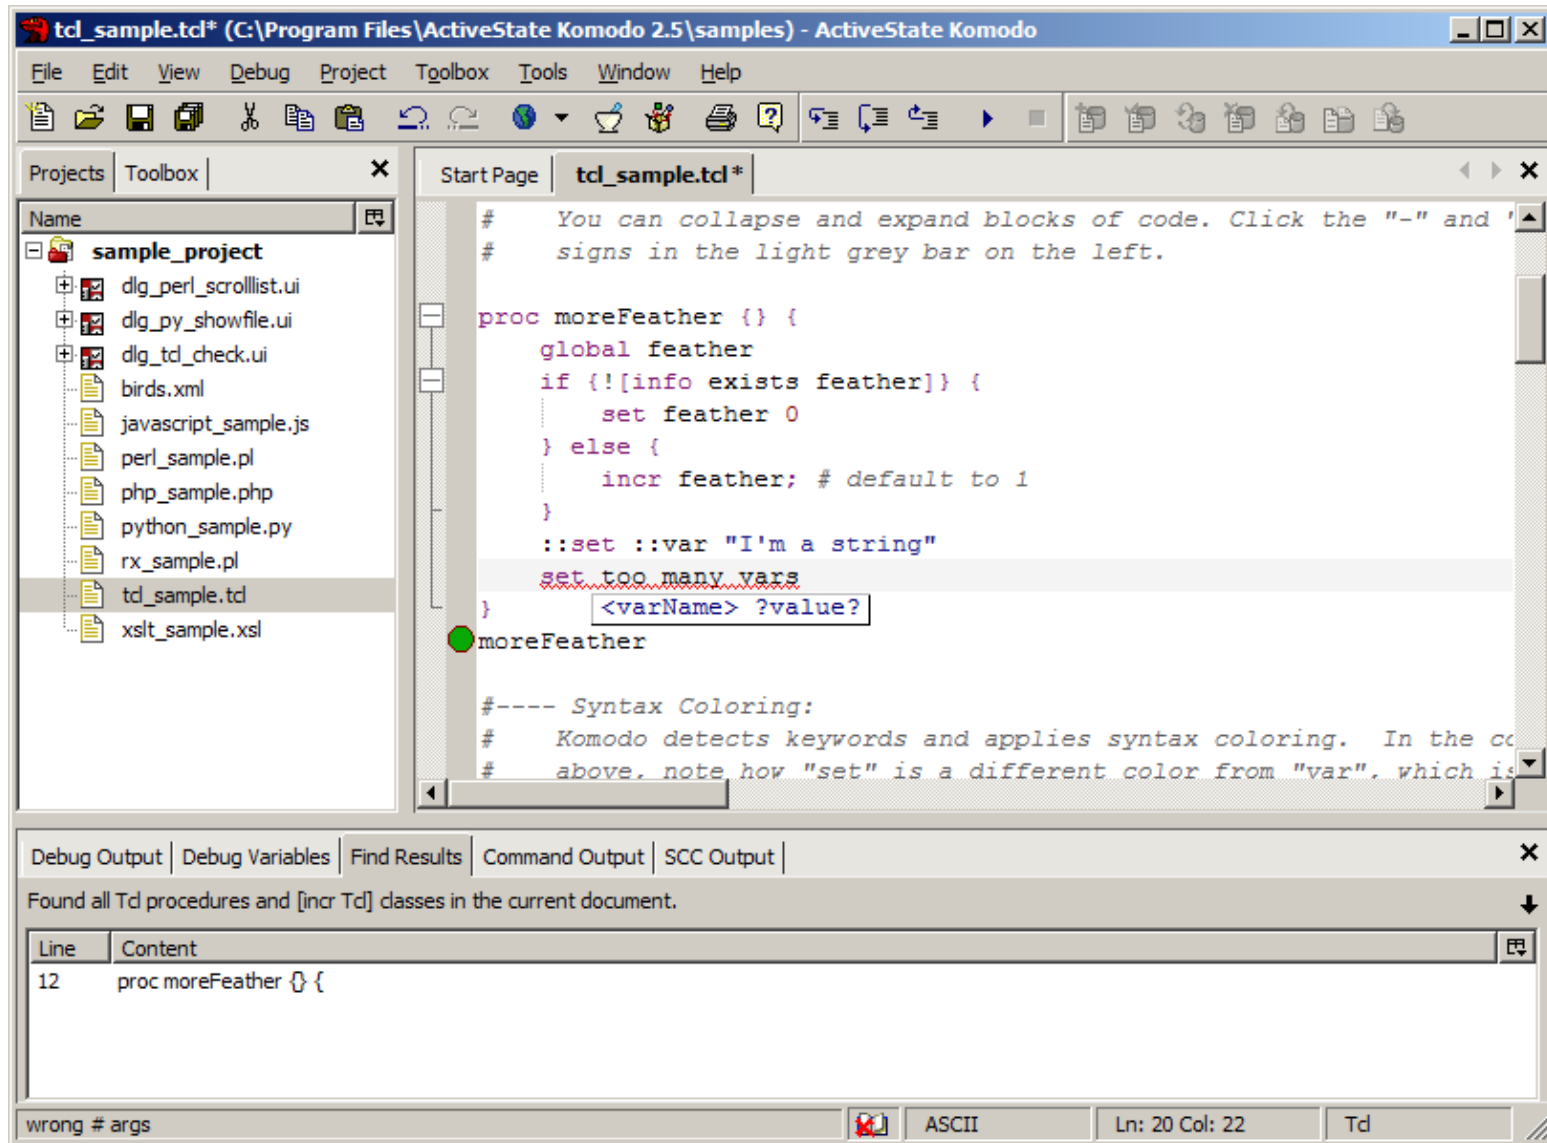 tcl_sample.tcl* (C:\Program Files\ActiveState Komodo 2.5\samples) - ActiveState Komodo
File Edit View Debug Project Toolbox Tools Window Help
Projects Toolbox
Name
sample_project
dlg_perl_scrolllist.ui
dlg_py_showfile.ui
dlg_tcl_check.ui
birds.xml
javascript_sample.js
perl_sample.pl
php_sample.php
python_sample.py
rx_sample.pl
tcl_sample.tcl
xslt_sample.xsl
Start Page tcl_sample.tcl*
# You can collapse and expand blocks of code. Click the "-" and "
# signs in the light grey bar on the left.
proc moreFeather {} {
global feather
if {![info exists feather]} {
set feather 0
} else {
incr feather; # default to 1
}
::set ::var "I'm a string"
set too many vars
} <varName> ?value?
moreFeather
#---- Syntax Coloring:
# Komodo detects keywords and applies syntax coloring. In the co
# above, note how "set" is a different color from "var", which is
Debug Output Debug Variables Find Results Command Output SCC Output
Found all Tcl procedures and [incr Tcl] classes in the current document.
Line Content
12 proc moreFeather {} {
wrong # args ASCII Ln: 20 Col: 22 Tcl